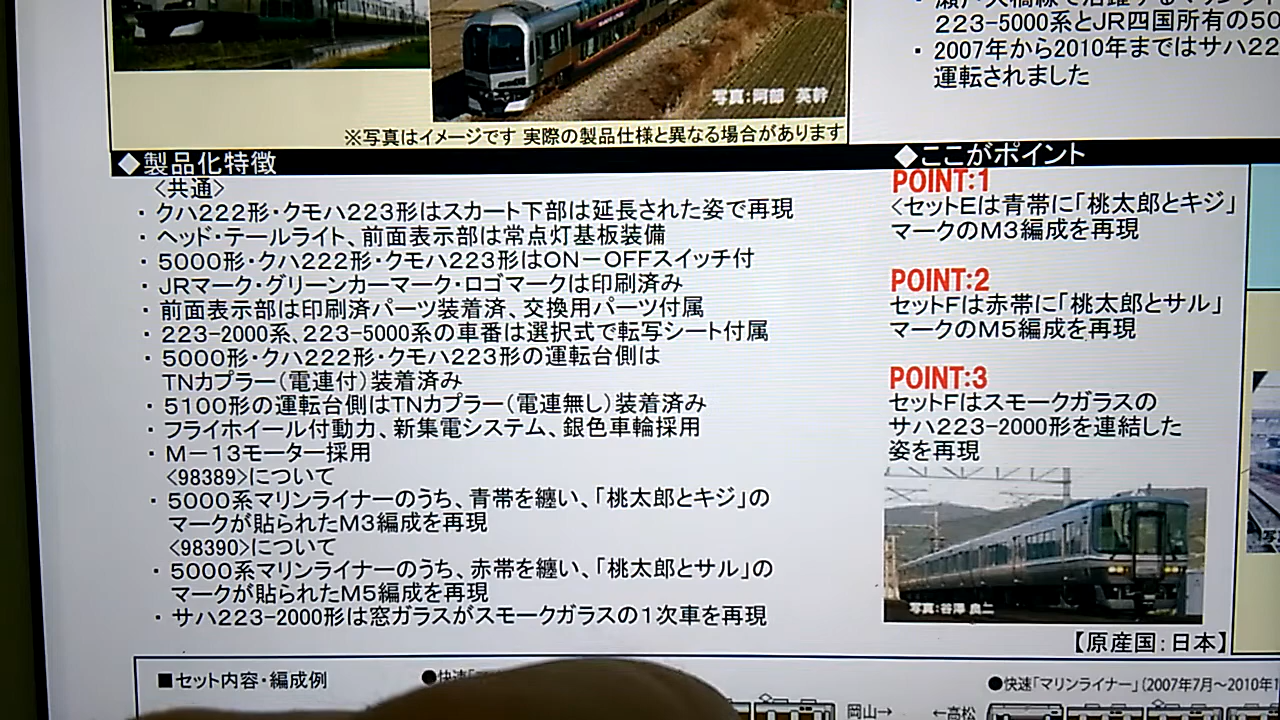 瀬戸大橋線で活躍するマリンライ
223-5000系とJR四国所有の50
・2007年から2010年まではサハ22
運転されました
写真:阿部 英幹
※写真はイメージです 実際の製品仕様と異なる場合があります
◆製品化特徴
<共通>
・クハ222形・クモハ223形はスカート下部は延長された姿で再現
・ヘッド・テールライト、前面表示部は常点灯基板装備
・5000形・クハ222形・クモハ223形はON-OFFスイッチ付
・JRマーク・グリーンカーマーク・ロゴマークは印刷済み
・前面表示部は印刷済パーツ装着済、交換用パーツ付属
・223-2000系、223-5000系の車番は選択式で転写シート付属
・5000形・クハ222形・クモハ223形の運転台側は
TNカプラー(電連付)装着済み
・5100形の運転台側はTNカプラー(電連無し)装着済み
・フライホイール付動力、新集電システム、銀色車輪採用
・M-13モーター採用
<98389>について
・5000系マリンライナーのうち、青帯を纏い、「桃太郎とキジ」の
マークが貼られたM3編成を再現
<98390>について
・5000系マリンライナーのうち、赤帯を纏い、「桃太郎とサル」の
マークが貼られたM5編成を再現
・サハ223-2000形は窓ガラスがスモークガラスの1次車を再現
◆ここがポイント
POINT:1
<セットEは青帯に「桃太郎とキジ」
マークのM3編成を再現
POINT:2
セットFは赤帯に「桃太郎とサル」
マークのM5編成を再現
POINT:3
セットFはスモークガラスの
サハ223-2000形を連結した
姿を再現
写真:谷澤 良二
【原産国:日本】
■セット内容・編成例
●快速「マ
岡山→
●快速「マリンライナー」(2007年7月~2010年1
←高松